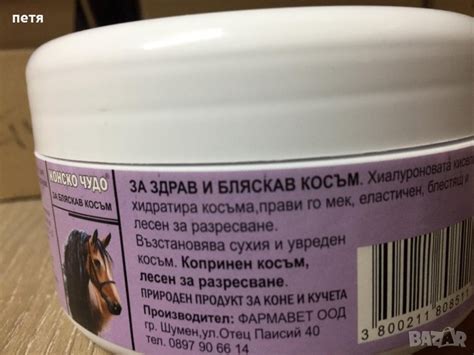 петя
КОНСКО ЧУДО
ЗА БЛЯСКАВ КОСЪМ
ЗА ЗДРАВ И БЛЯСКАВ КОСЪМ. Хиалуроновата
хидратира косъма,прави го мек, еластичен, блестящ и
лесен за разресване.
Възстановява сухия и увреден
косъм. Копринен косъм,
лесен за разресване.
ПРИРОДЕН ПРОДУКТ ЗА КОНЕ И КУЧЕТА
Производител: ФАРМАВЕТ ООД
гр. Шумен,ул.Отец Паисий 40
тел. 0897 90 66 14
3 800211 80851
BAZAR